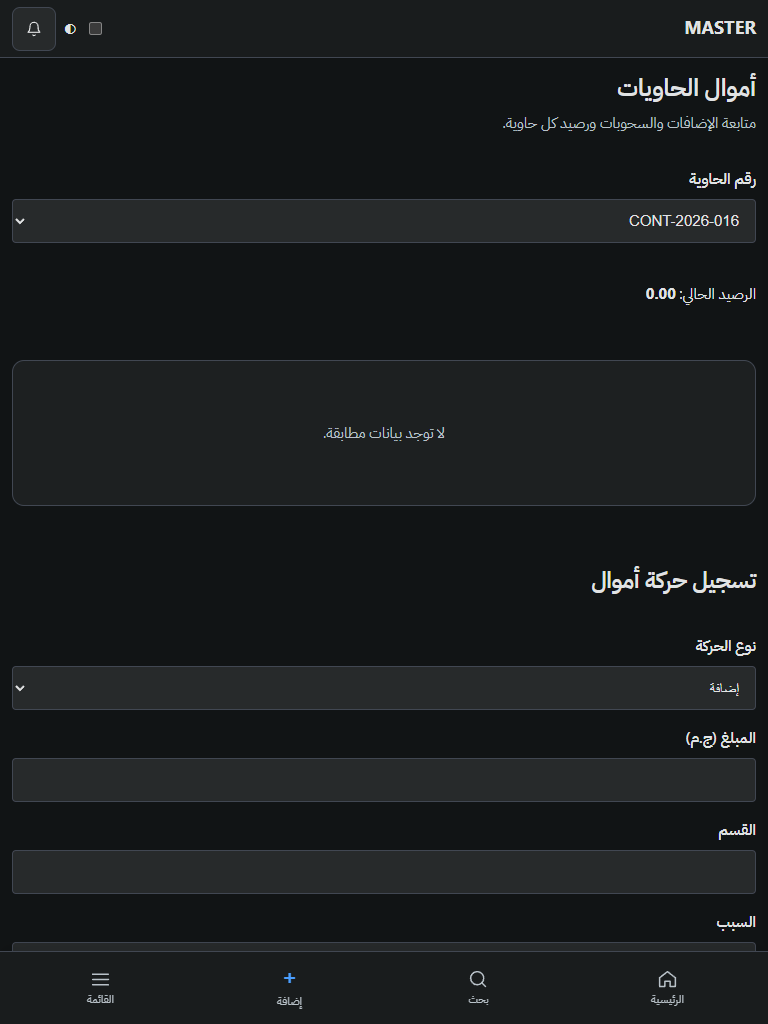 MASTER
أموال الحاويات
متابعة الإضافات والسحوبات ورصيد كل حاوية.
رقم الحاوية
CONT-2026-016
الرصيد الحالي: 0.00
لا توجد بيانات مطابقة.
تسجيل حركة أموال
نوع الحركة
إضافة
المبلغ (ج.م)
القسم
السبب
الرئيسية
بحث
إضافة
القائمة